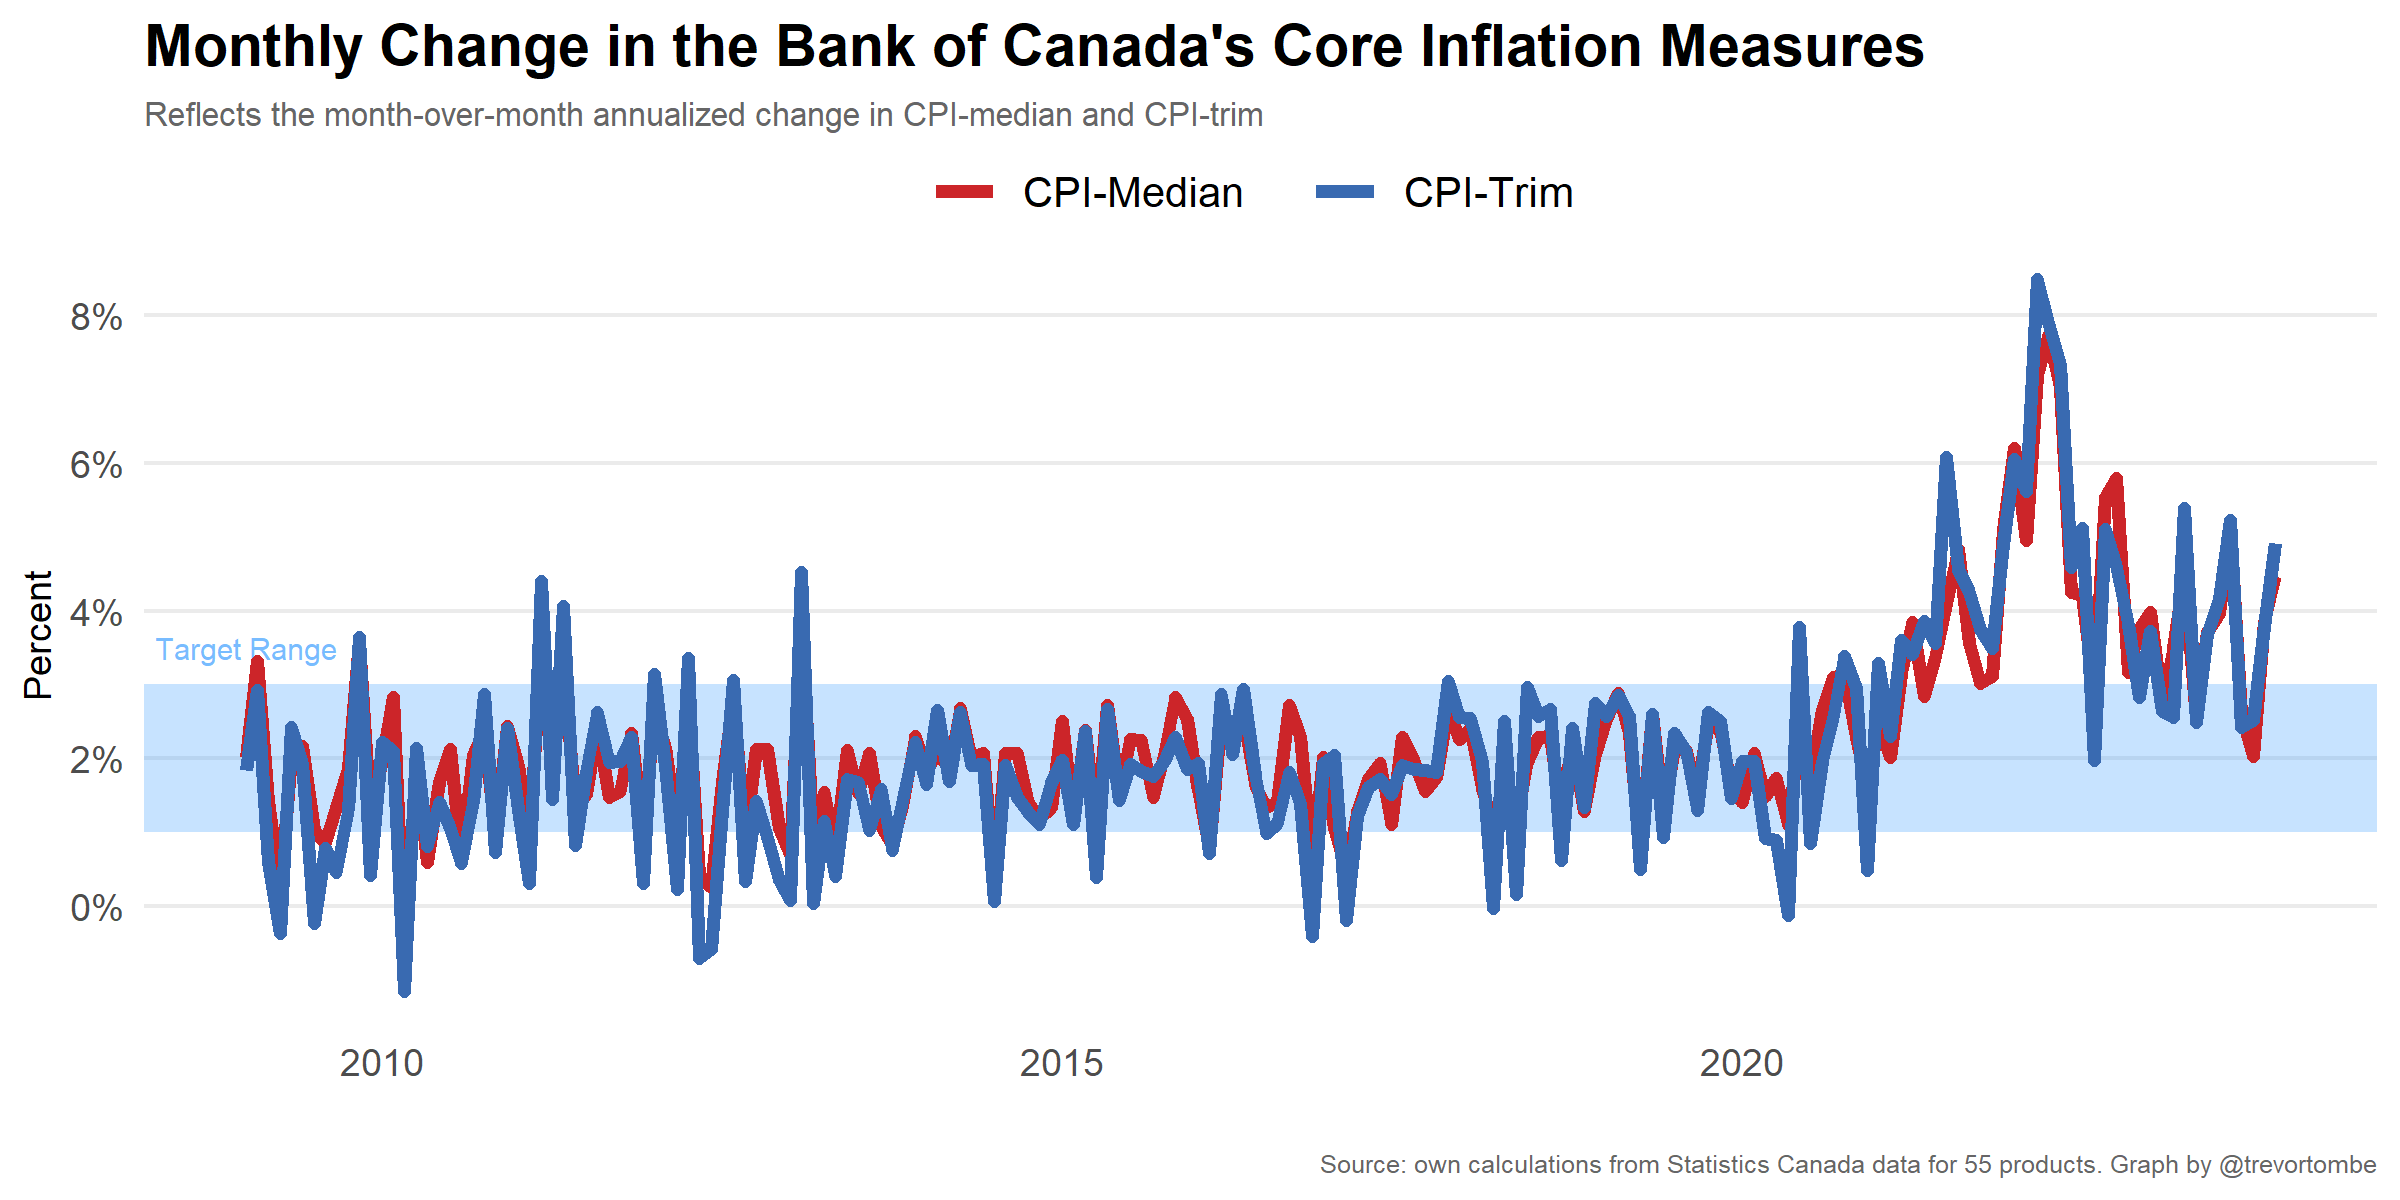 Monthly Change in the Bank of Canada's Core Inflation Measures
Reflects the month-over-month annualized change in CPI-median and CPI-trim
CPI-Median CPI-Trim
8%
6%
4%
2%
0%
Percent
Target Range
2010 2015 2020
Source: own calculations from Statistics Canada data for 55 products. Graph by @trevortombe